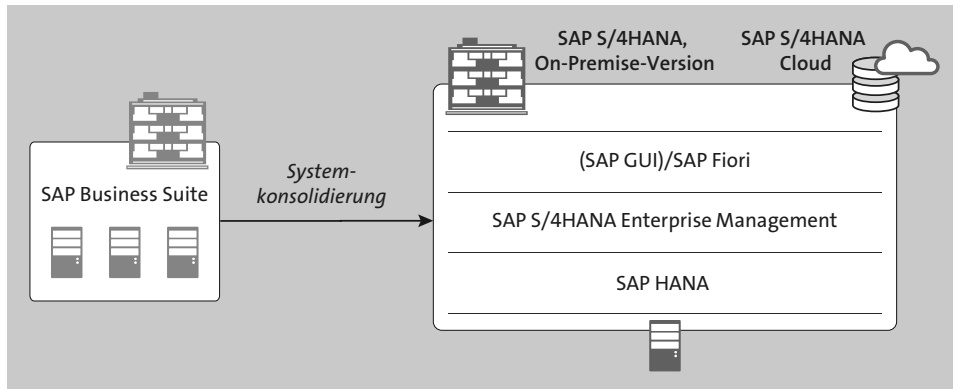 SAP Business Suite
System-
konsolidierung
SAP S/4HANA,
On-Premise-Version
SAP S/4HANA
Cloud
(SAP GUI)/SAP Fiori
SAP S/4HANA Enterprise Management
SAP HANA